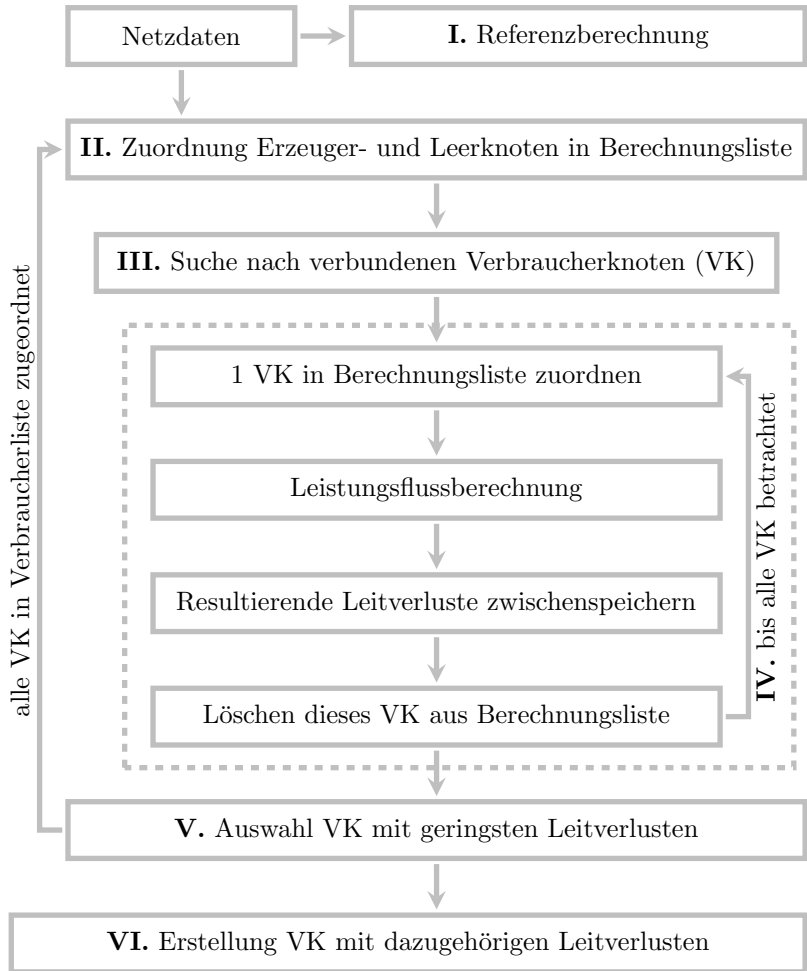 Netzdaten
I. Referenzberechnung
II. Zuordnung Erzeuger- und Leerknoten in Berechnungsliste
III. Suche nach verbundenen Verbraucherknoten (VK)
1 VK in Berechnungsliste zuordnen
Leistungsflussberechnung
Resultierende Leitverluste zwischenspeichern
Löschen dieses VK aus Berechnungsliste
IV. bis alle VK betrachtet
alle VK in Verbraucherliste zugeordnet
V. Auswahl VK mit geringsten Leitverlusten
VI. Erstellung VK mit dazugehörigen Leitverlusten